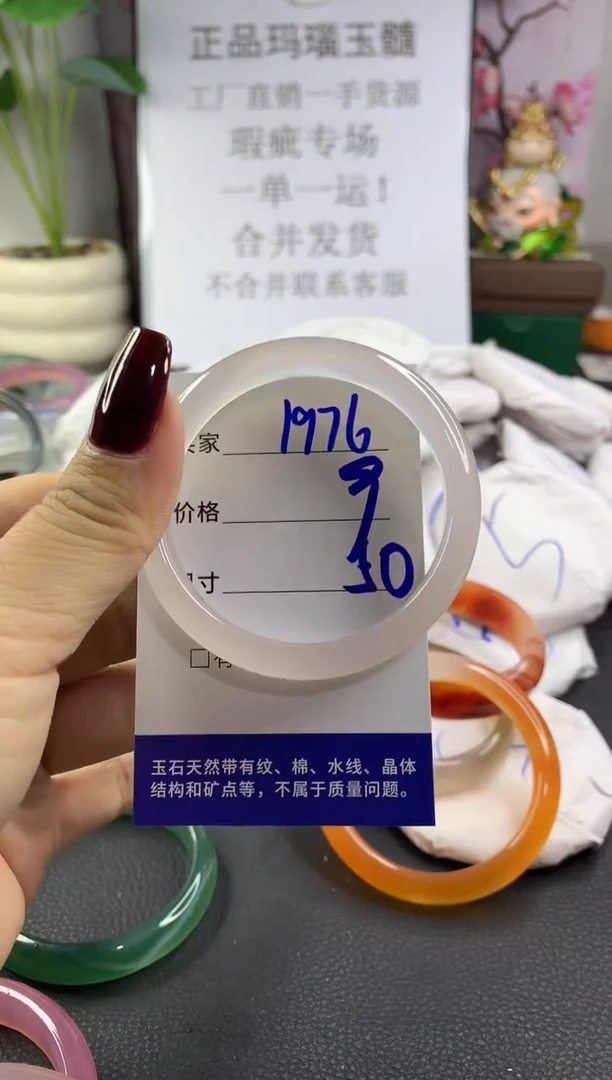 正品玛瑙玉髓
工厂直销一手货源
瑕疵专场
一单一运!
合并发货
不合并联系客服
家 1976
价格
寸 10
□有
玉石天然带有纹、棉、水线、晶体
结构和矿点等，不属于质量问题。